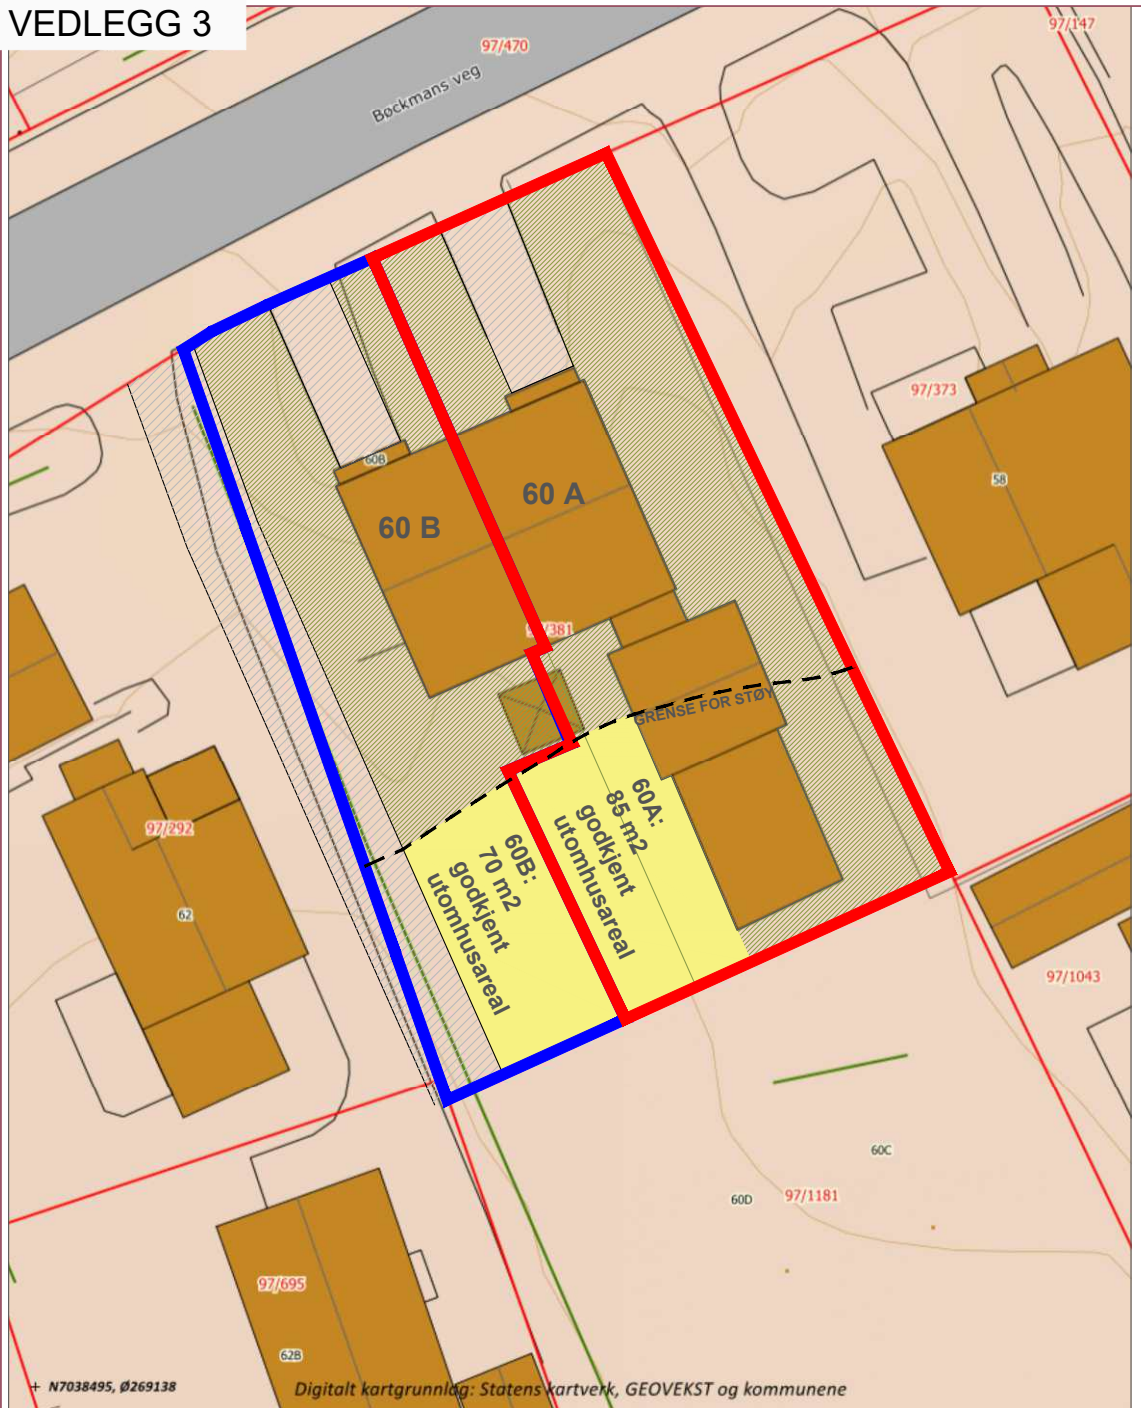 VEDLEGG 3
97/470
97/147
Bøckmans veg
97/373
60B
58
60 A
60 B
/381
GRENSE FOR STØY
60A:
85 m2
godkjent
utomhusareal
60B:
70 m2
godkjent
utomhusareal
97/292
62
97/1043
60C
60D
97/1181
97/695
62B
N7038495, Ø269138
Digitalt kartgrunnlag: Statens kartverk, GEOVEKST og kommunene